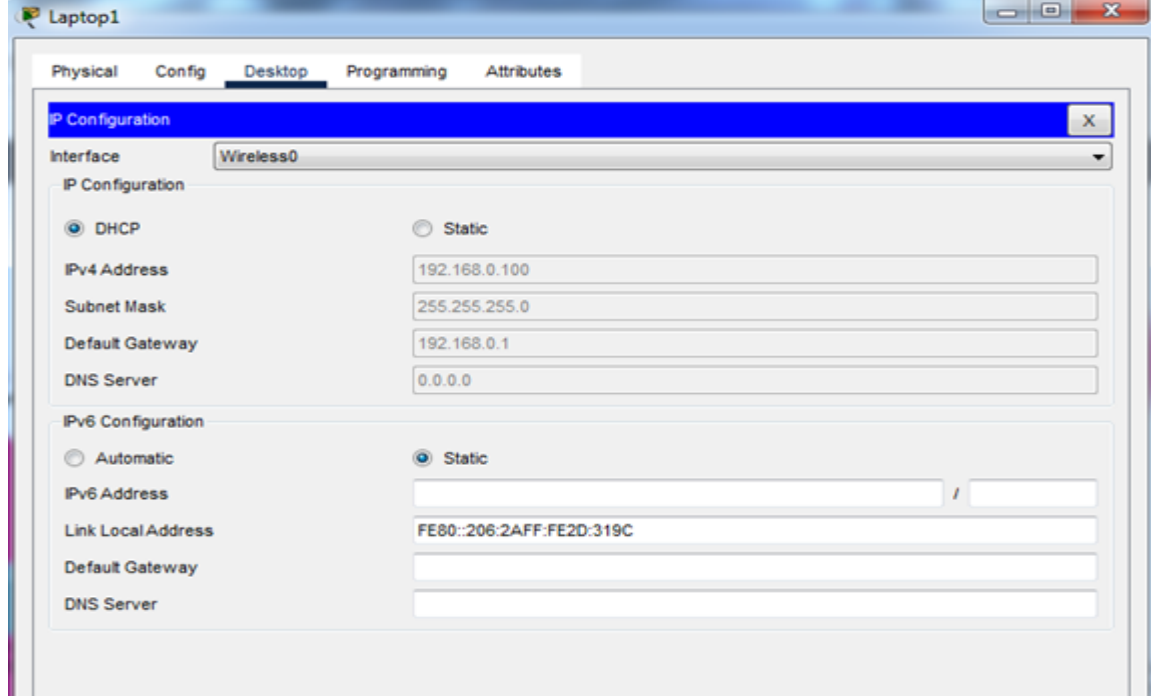 Laptop1
Physical Config Desktop Programming Attributes
IP Configuration X
Interface Wireless0
IP Configuration
DHCP Static
IPv4 Address 192.168.0.100
Subnet Mask 255.255.255.0
Default Gateway 192.168.0.1
DNS Server 0.0.0.0
IPv6 Configuration
Automatic Static
IPv6 Address /
Link Local Address FE80::206:2AFF:FE2D:319C
Default Gateway
DNS Server